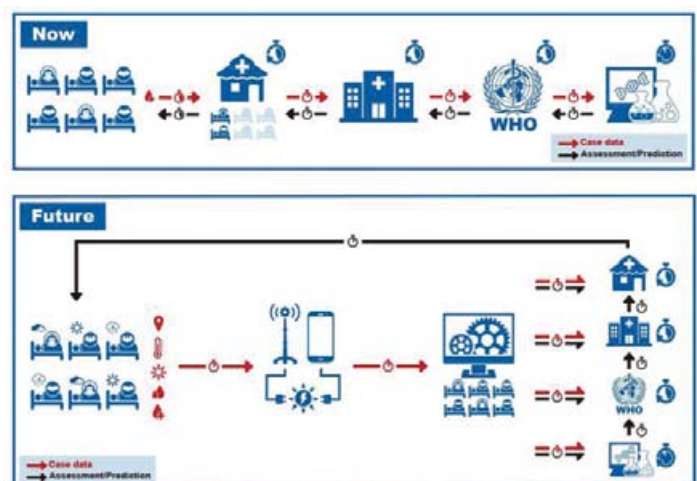 Now
WHO
Case data
Assessment/Prediction
Future
WHO
Case data
Assessment/Prediction